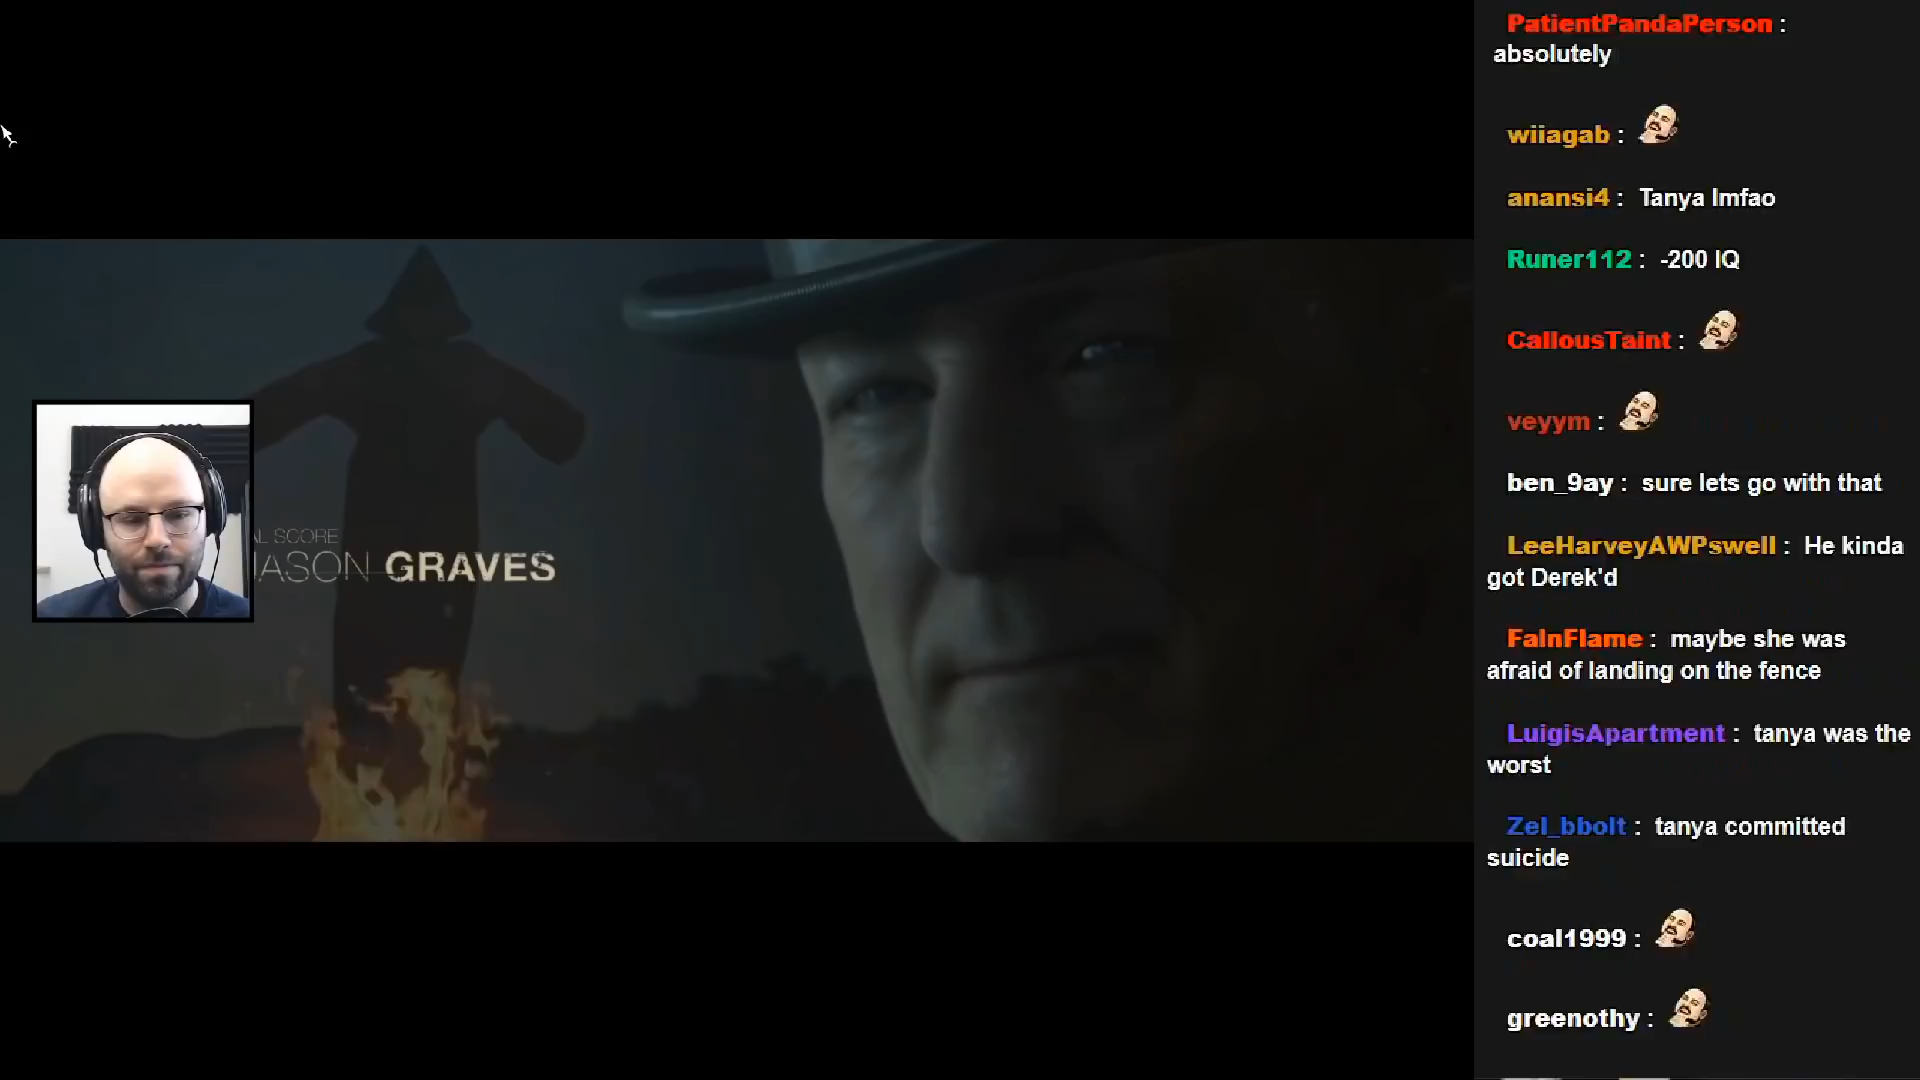 AL SCORE
JASON GRAVES
PatientPandaPerson :
absolutely
wiiagab :
anansi4 : Tanya lmfao
Runer112 : -200 IQ
CallousTaint :
veyym :
ben_9ay : sure lets go with that
LeeHarveyAWPswell : He kinda
got Derek'd
FalnFlame : maybe she was
afraid of landing on the fence
LuigisApartment : tanya was the
worst
Zel_bbolt : tanya committed
suicide
coal1999 :
greenothy :